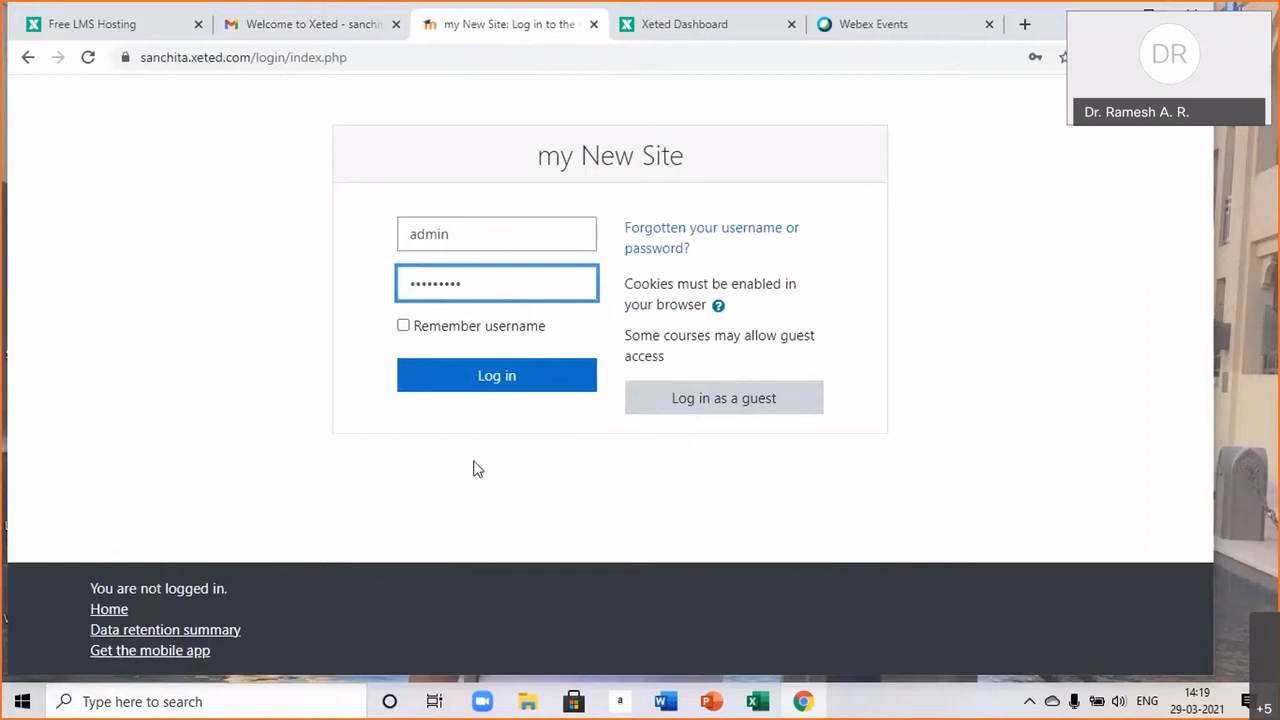 Free LMS Hosting
Welcome to Xeted - sanchit
my New Site: Log in to the
Xeted Dashboard
Webex Events
sanchita.xeted.com/login/index.php
DR
Dr. Ramesh A. R.
my New Site
admin
•••••••••
Remember username
Log in
Forgotten your username or
password?
Cookies must be enabled in
your browser ?
Some courses may allow guest
access
Log in as a guest
You are not logged in.
Home
Data retention summary
Get the mobile app
Type here to search
a
ENG
14:19
29-03-2021
+5